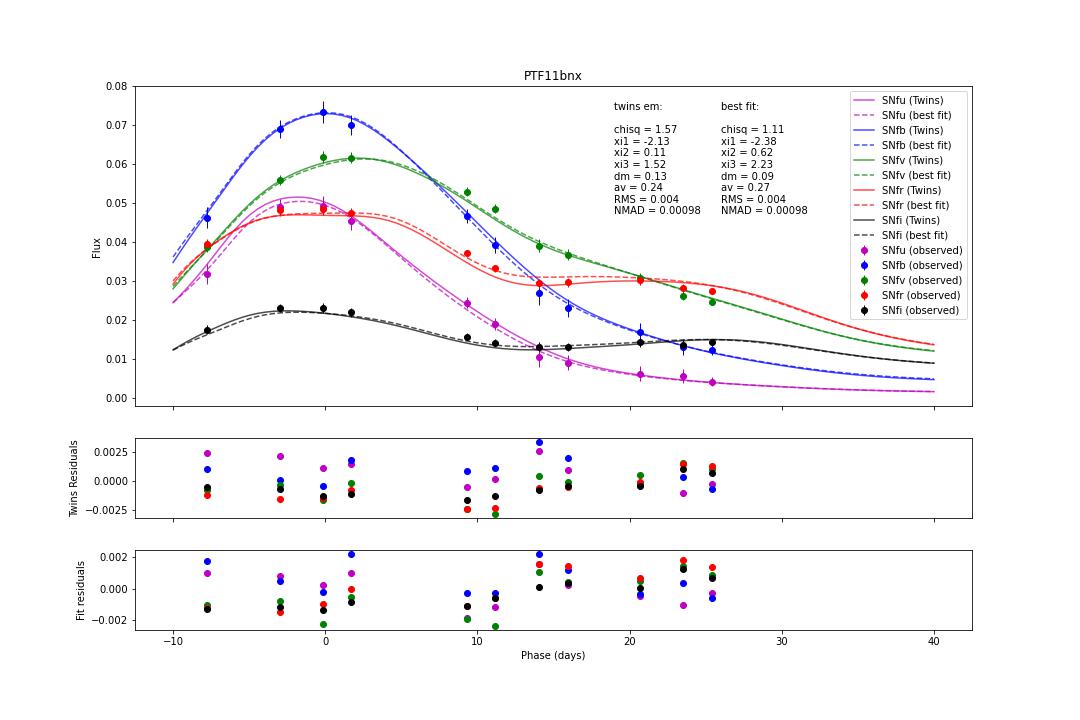 PTF11bnx
0.08
0.07
0.06
0.05
0.04
0.03
0.02
0.01
0.00
Flux
twins em:
chisq = 1.57
xi1 = -2.13
xi2 = 0.11
xi3 = 1.52
dm = 0.13
av = 0.24
RMS = 0.004
NMAD = 0.00098
best fit:
chisq = 1.11
xi1 = -2.38
xi2 = 0.62
xi3 = 2.23
dm = 0.09
av = 0.27
RMS = 0.004
NMAD = 0.00098
SNfu (Twins)
SNfu (best fit)
SNfb (Twins)
SNfb (best fit)
SNfv (Twins)
SNfv (best fit)
SNfr (Twins)
SNfr (best fit)
SNfi (Twins)
SNfi (best fit)
SNfu (observed)
SNfb (observed)
SNfv (observed)
SNfr (observed)
SNfi (observed)
0.0025
0.0000
−0.0025
Twins Residuals
0.002
0.000
−0.002
Fit residuals
−10
0
10
20
30
40
Phase (days)